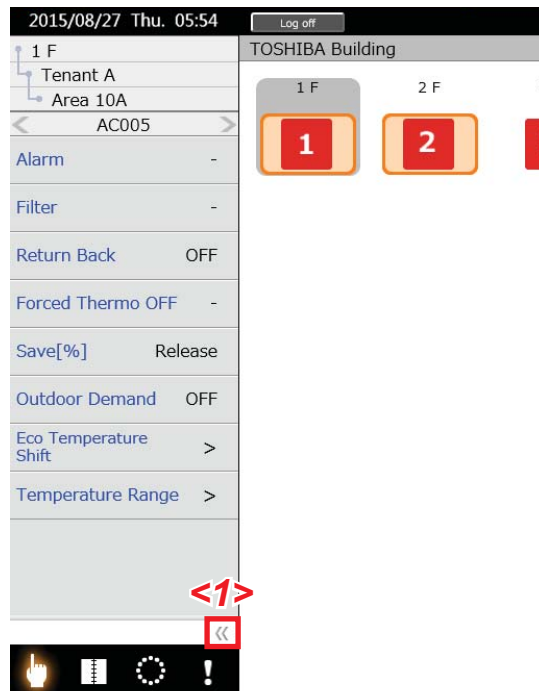 2015/08/27 Thu. 05:54
Log off
1 F
Tenant A
Area 10A
< AC005 >
TOSHIBA Building
1 F 2 F
1 2
Alarm -
Filter -
Return Back OFF
Forced Thermo OFF -
Save[%] Release
Outdoor Demand OFF
Eco Temperature
Shift >
Temperature Range >
<1>
«
!